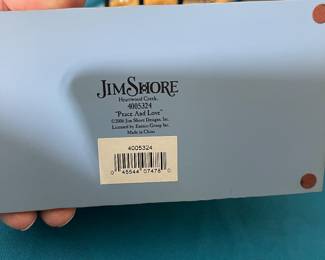 JIM SHORE
Heartwood Creek
4005324
"Peace And Love"
©2006 Jim Shore Designs, Inc.
Licensed by Enesco Group Inc.
Made in China
4005324
0 45544 07478 0